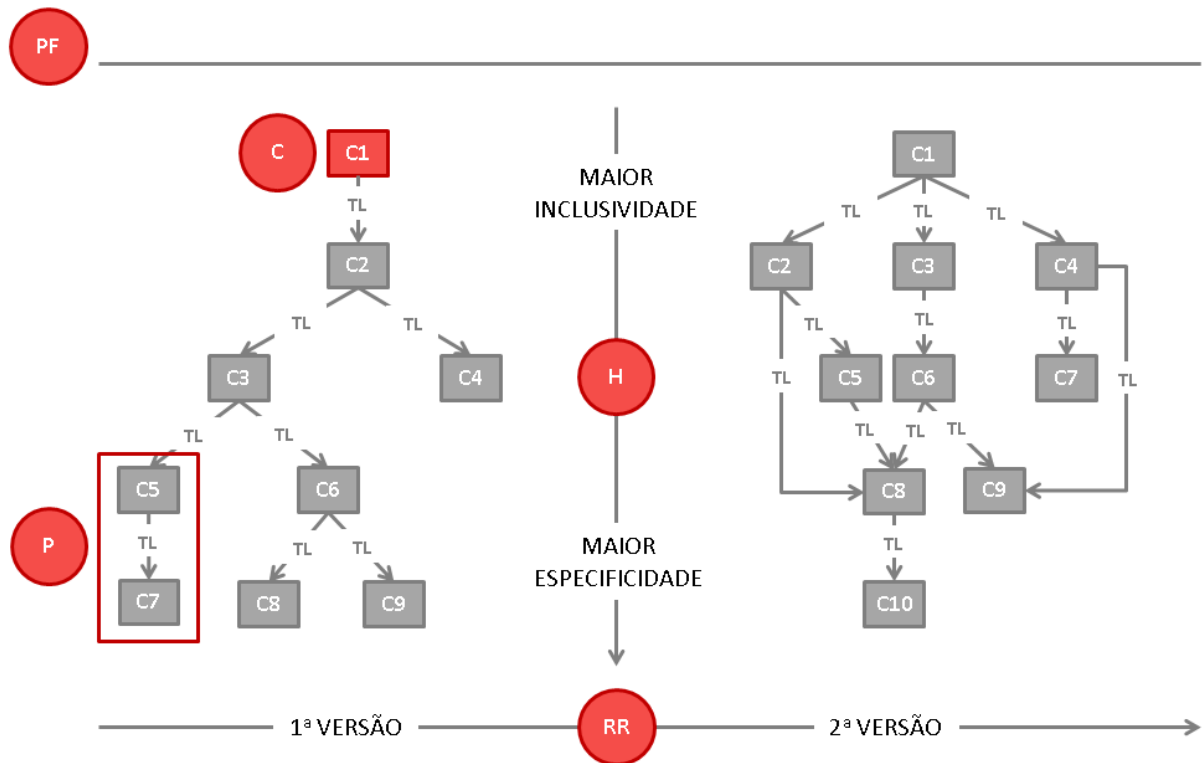 PF
C
C1
C1
TL
MAIOR
INCLUSIVIDADE
TL
TL
TL
C2
C2
C3
C4
TL
TL
TL
TL
TL
C3
C4
H
TL
C5
C6
C7
TL
TL
TL
TL
TL
TL
C5
C6
C8
C9
P
TL
TL
TL
MAIOR
ESPECIFICIDADE
TL
C7
C8
C9
C10
1ª VERSÃO
RR
2ª VERSÃO